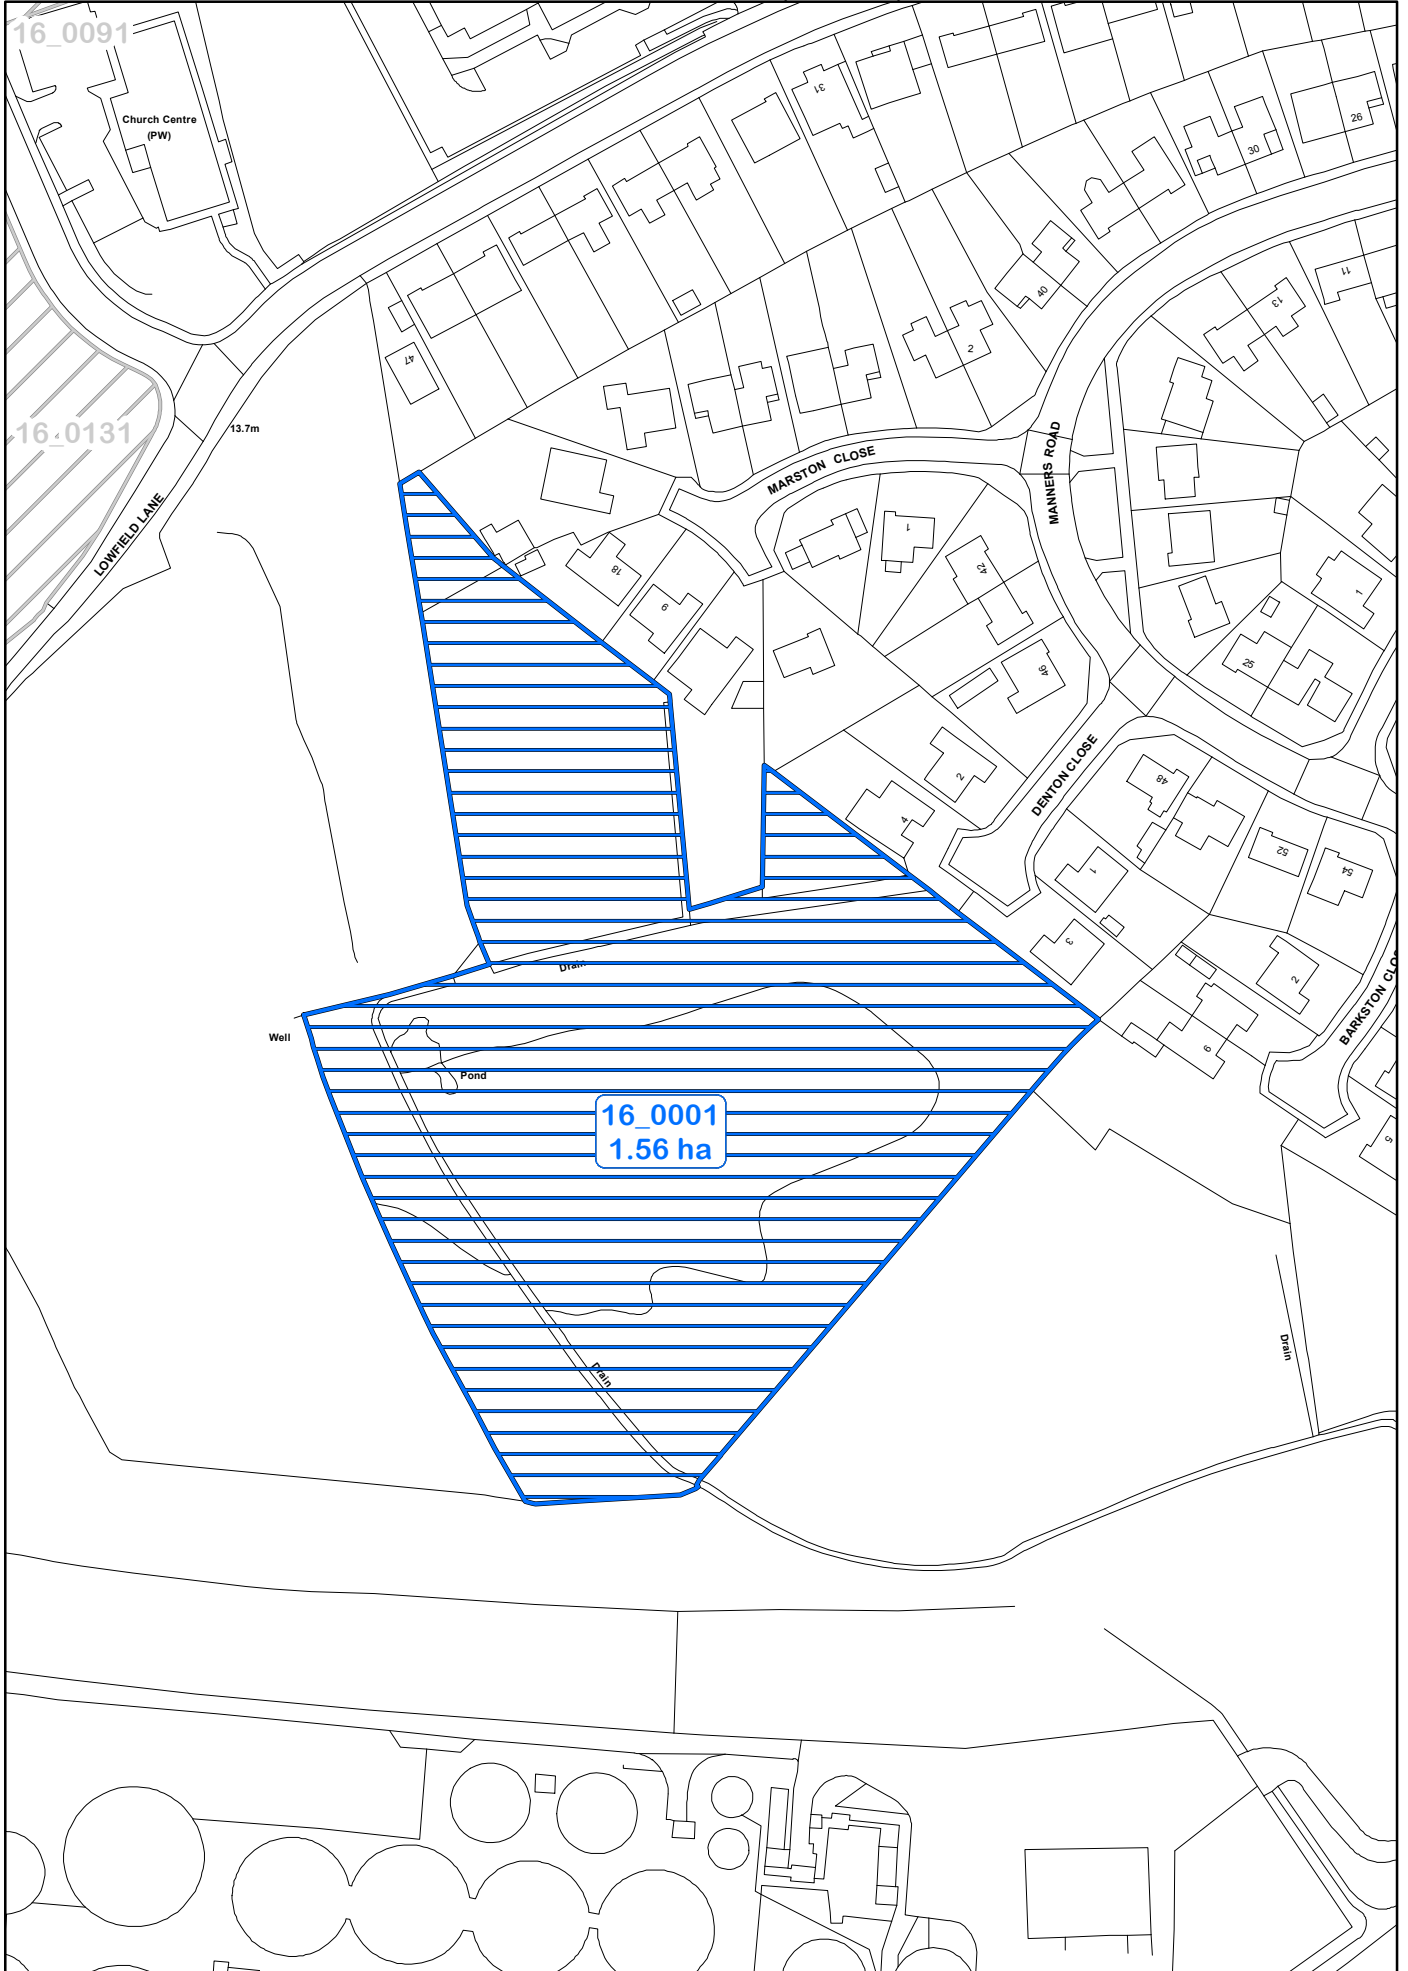 16_0091
Church Centre
(PW)
31
26
30
40
11
13
2
47
16_0131
13.7m
LOWFIELD LANE
MARSTON CLOSE
MANNERS ROAD
1
42
18
9
46
1
25
2
DENTON CLOSE
48
4
52
54
1
3
2
BARKSTON CLO
6
5
Drain
Well
Pond
16_0001
1.56 ha
Drain
Drain